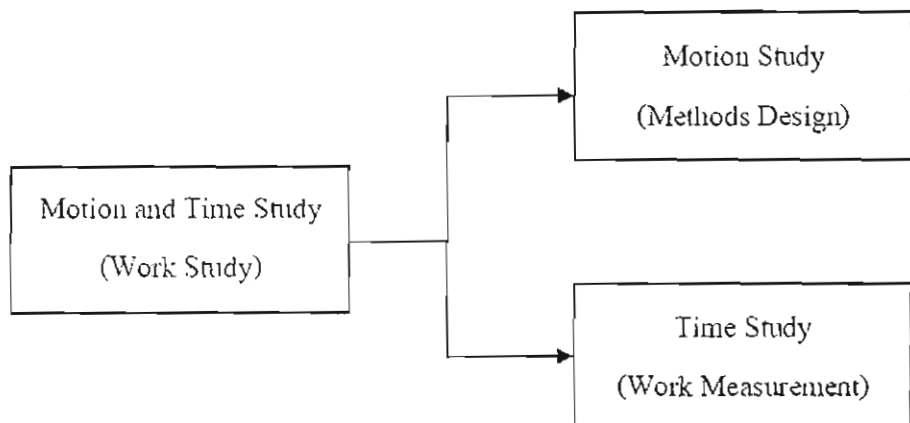 Motion Study
(Methods Design)
Motion and Time Study
(Work Study)
Time Study
(Work Measurement)